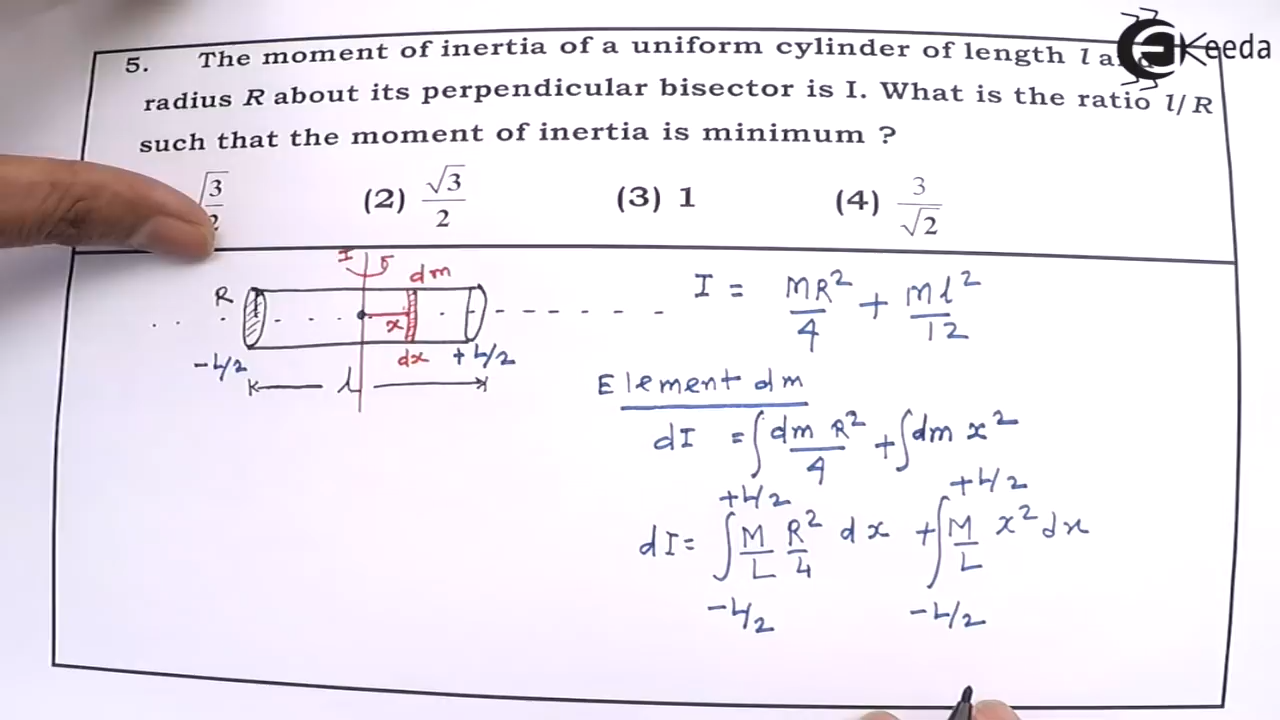 5. The moment of inertia of a uniform cylinder of length l a
radius R about its perpendicular bisector is I. What is the ratio l/R
such that the moment of inertia is minimum ?
√3/2 (2) √3/2 (3) 1 (4) 3/√2
Keeda
I
dm
R
x
-L/2 dx +L/2
l
I = MR²/4 + Ml²/12
Element dm
dI = ∫ dm R²/4 + ∫ dm x²
dI = ∫ +L/2 -L/2 M/L R²/4 dx + ∫ +L/2 -L/2 M/L x² dx